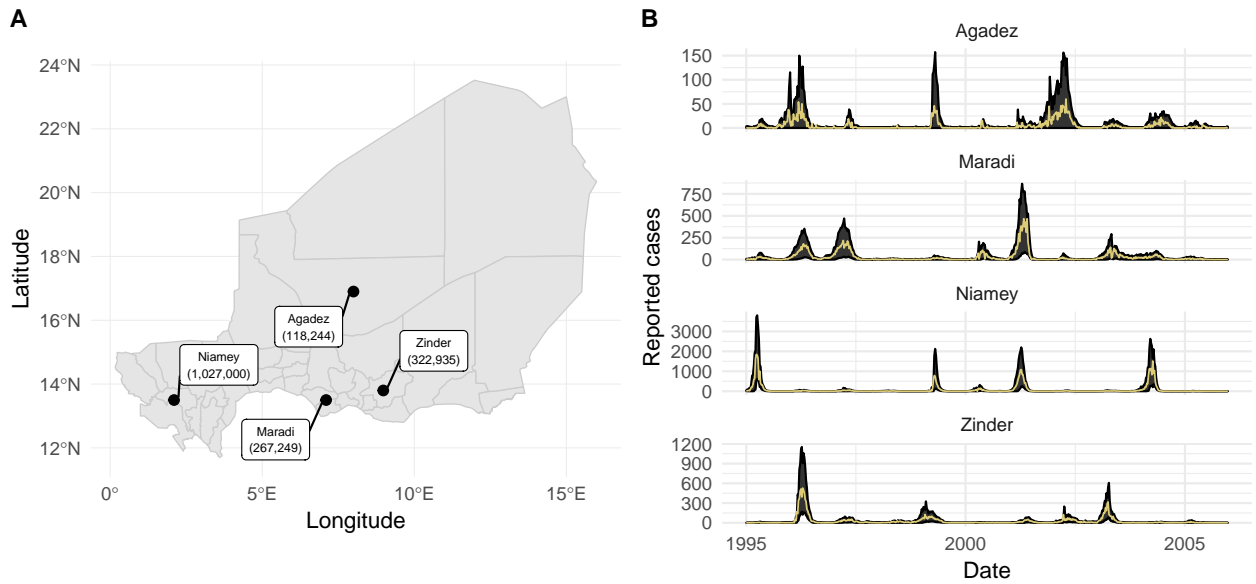 A
24°N
22°N
20°N
18°N
16°N
14°N
12°N
Latitude
0°
5°E
10°E
15°E
Longitude
Agadez
(118,244)
Zinder
(322,935)
Niamey
(1,027,000)
Maradi
(267,249)
B
Reported cases
Agadez
150
100
50
0
Maradi
750
500
250
0
Niamey
3000
2000
1000
0
Zinder
1200
900
600
300
0
1995
2000
2005
Date